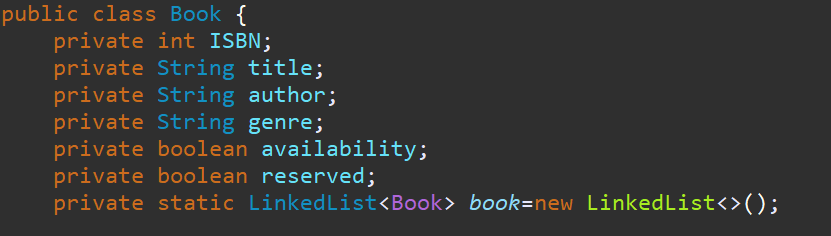 public class Book {
    private int ISBN;
    private String title;
    private String author;
    private String genre;
    private boolean availability;
    private boolean reserved;
    private static LinkedList<Book> book=new LinkedList<>();